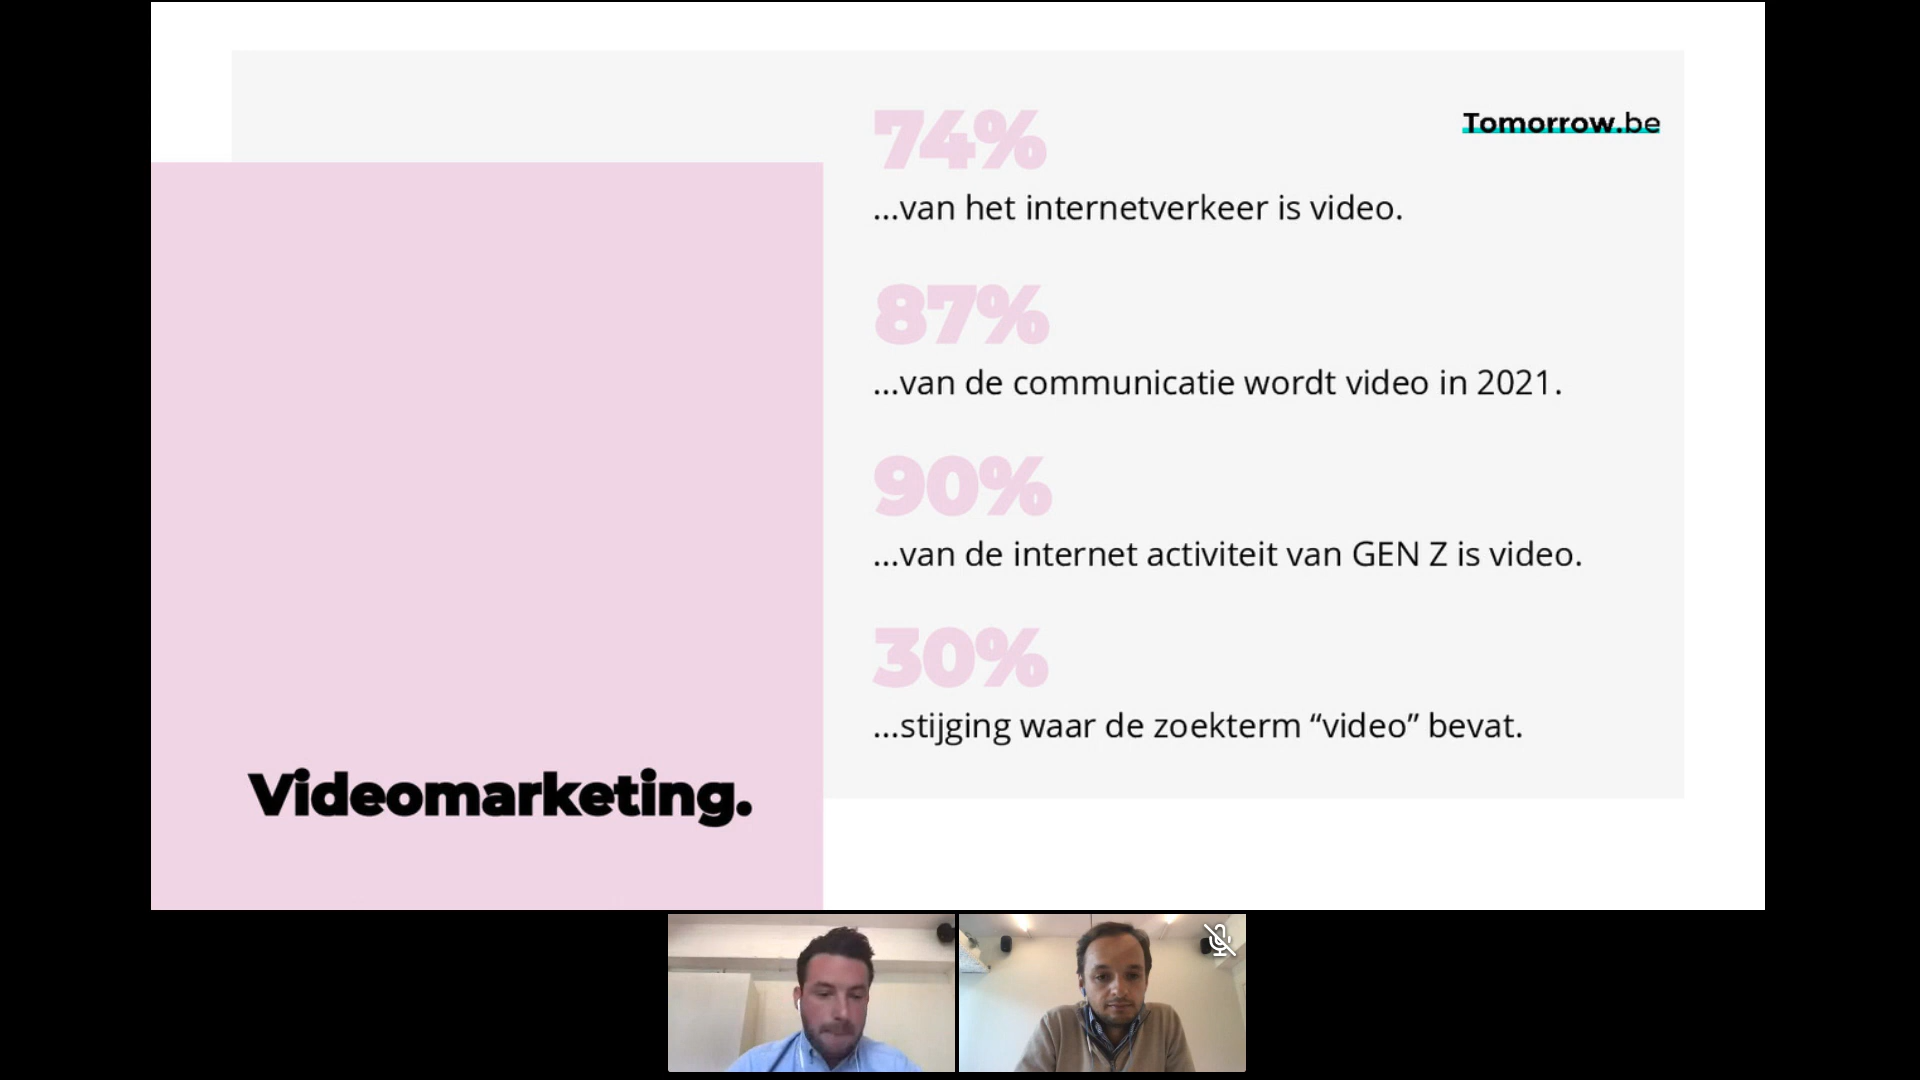 74%
Tomorrow.be
...van het internetverkeer is video.
87%
...van de communicatie wordt video in 2021.
90%
...van de internet activiteit van GEN Z is video.
30%
...stijging waar de zoekterm “video” bevat.
Videomarketing.